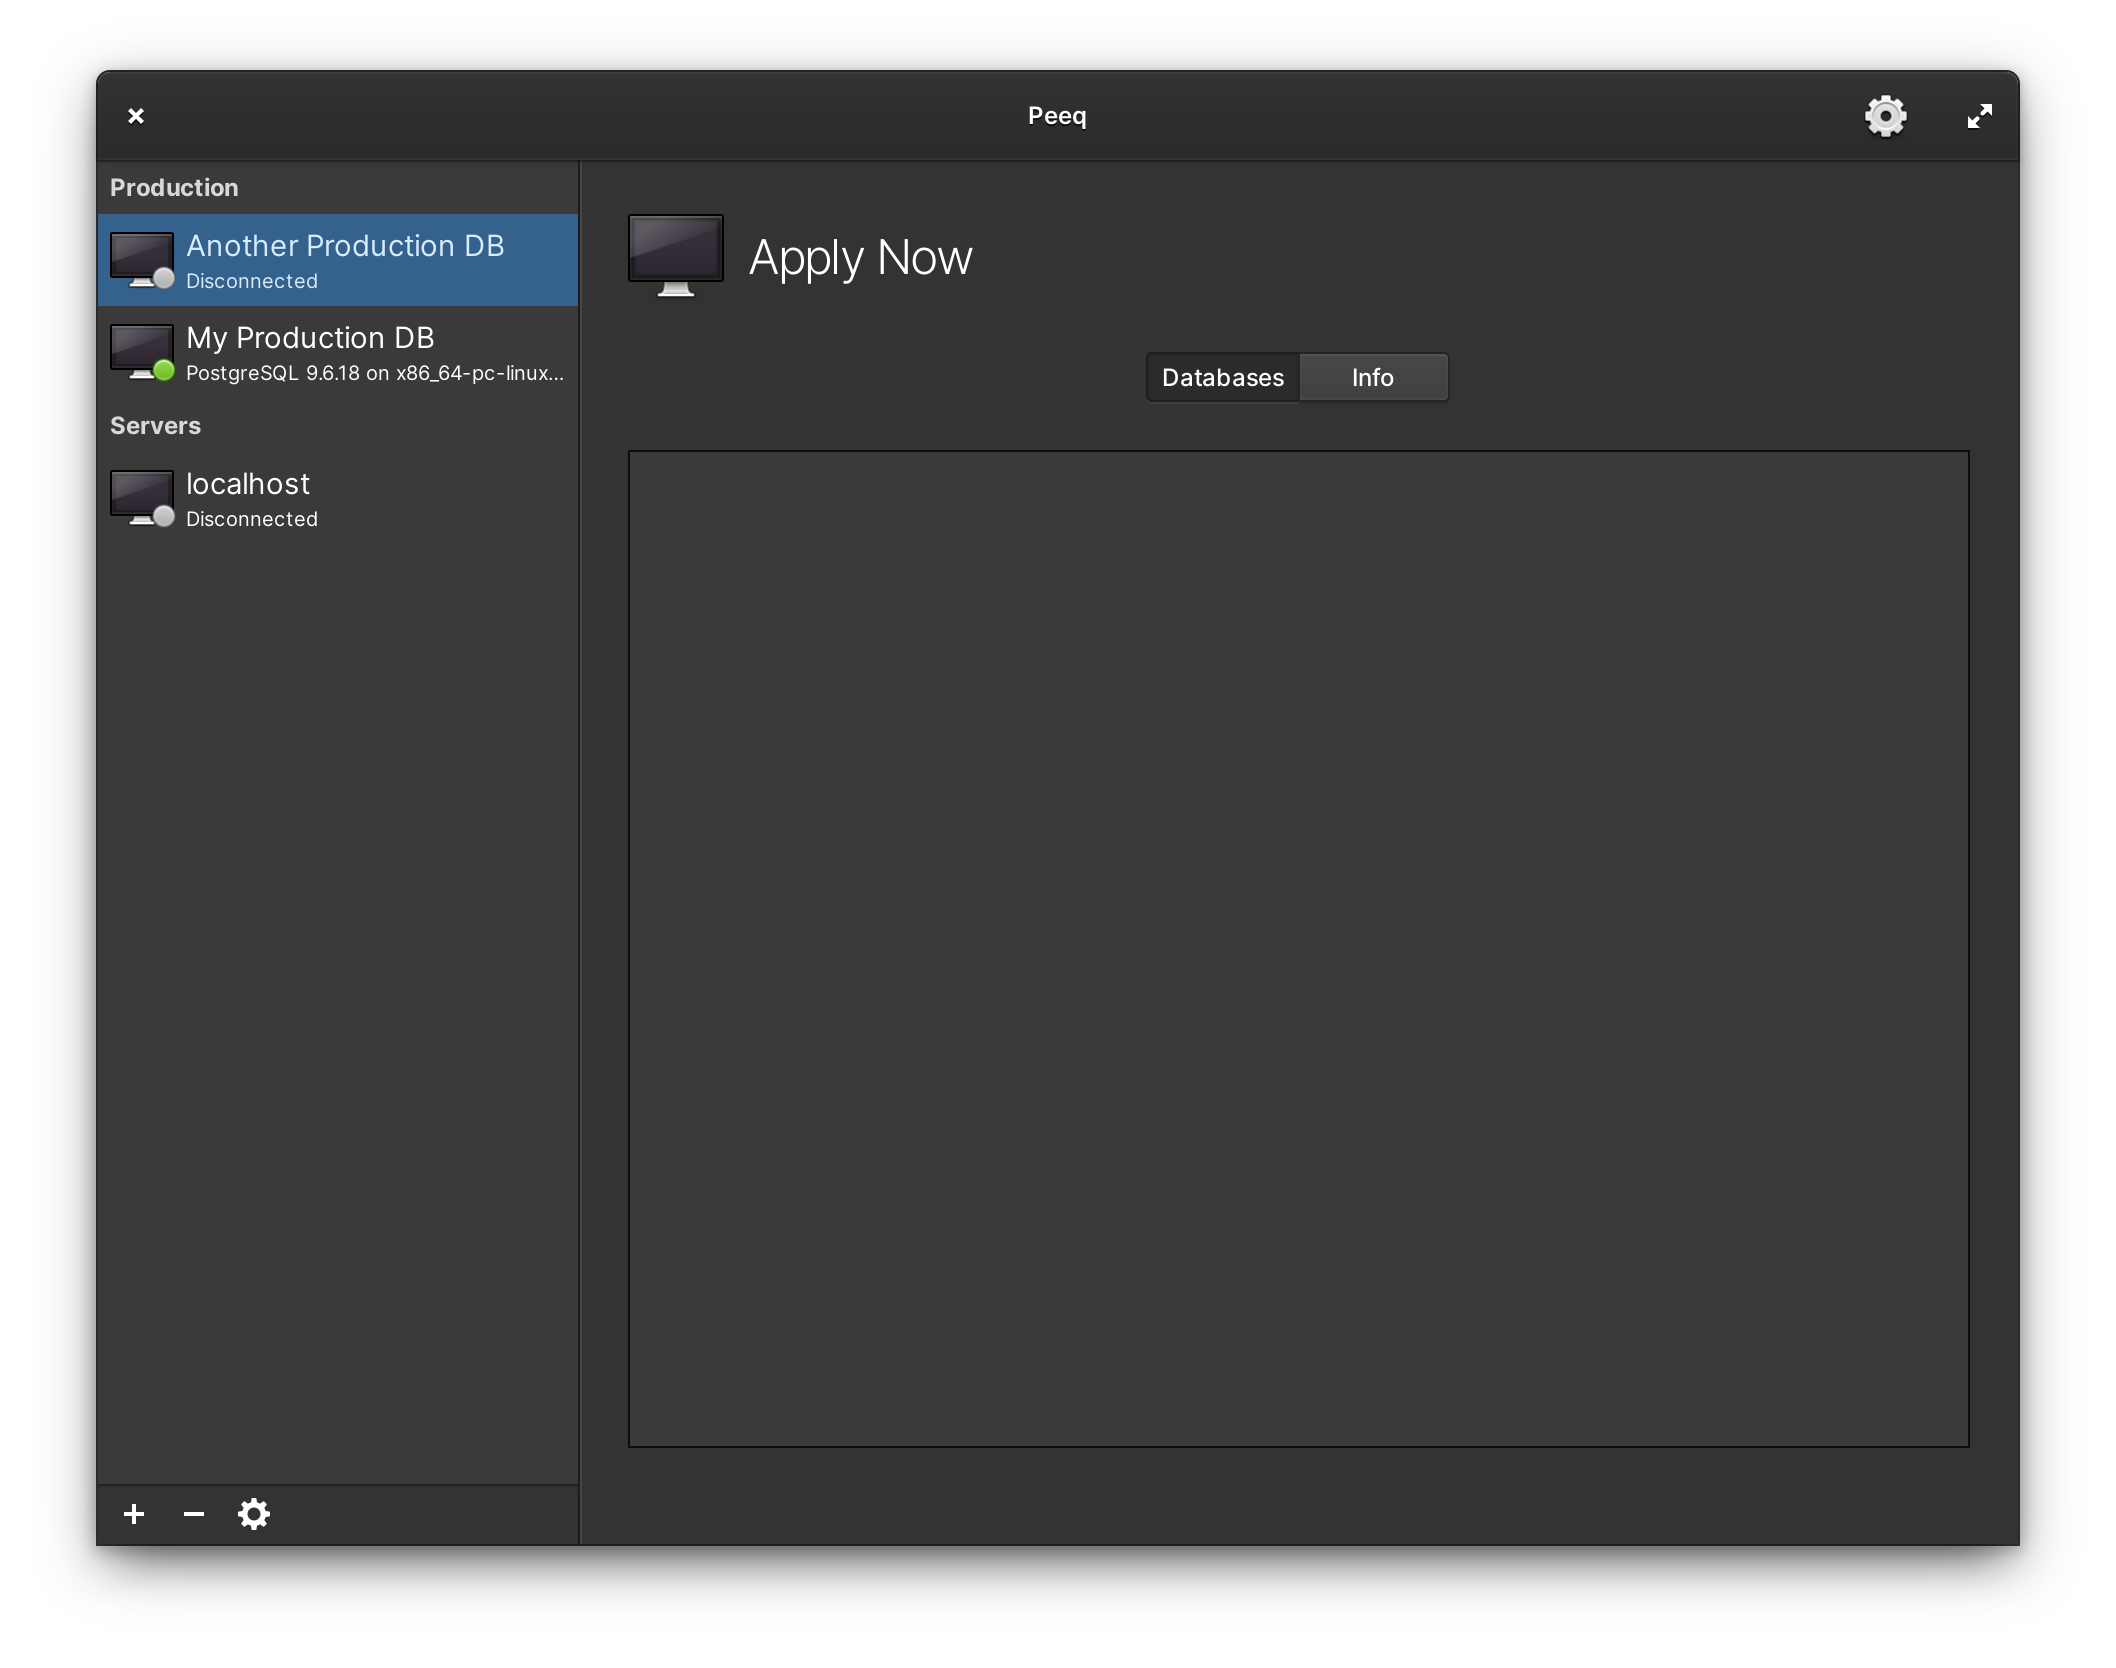 Peeq
Production
Another Production DB
Disconnected
My Production DB
PostgreSQL 9.6.18 on x86_64-pc-linux...
Servers
localhost
Disconnected
Apply Now
Databases Info